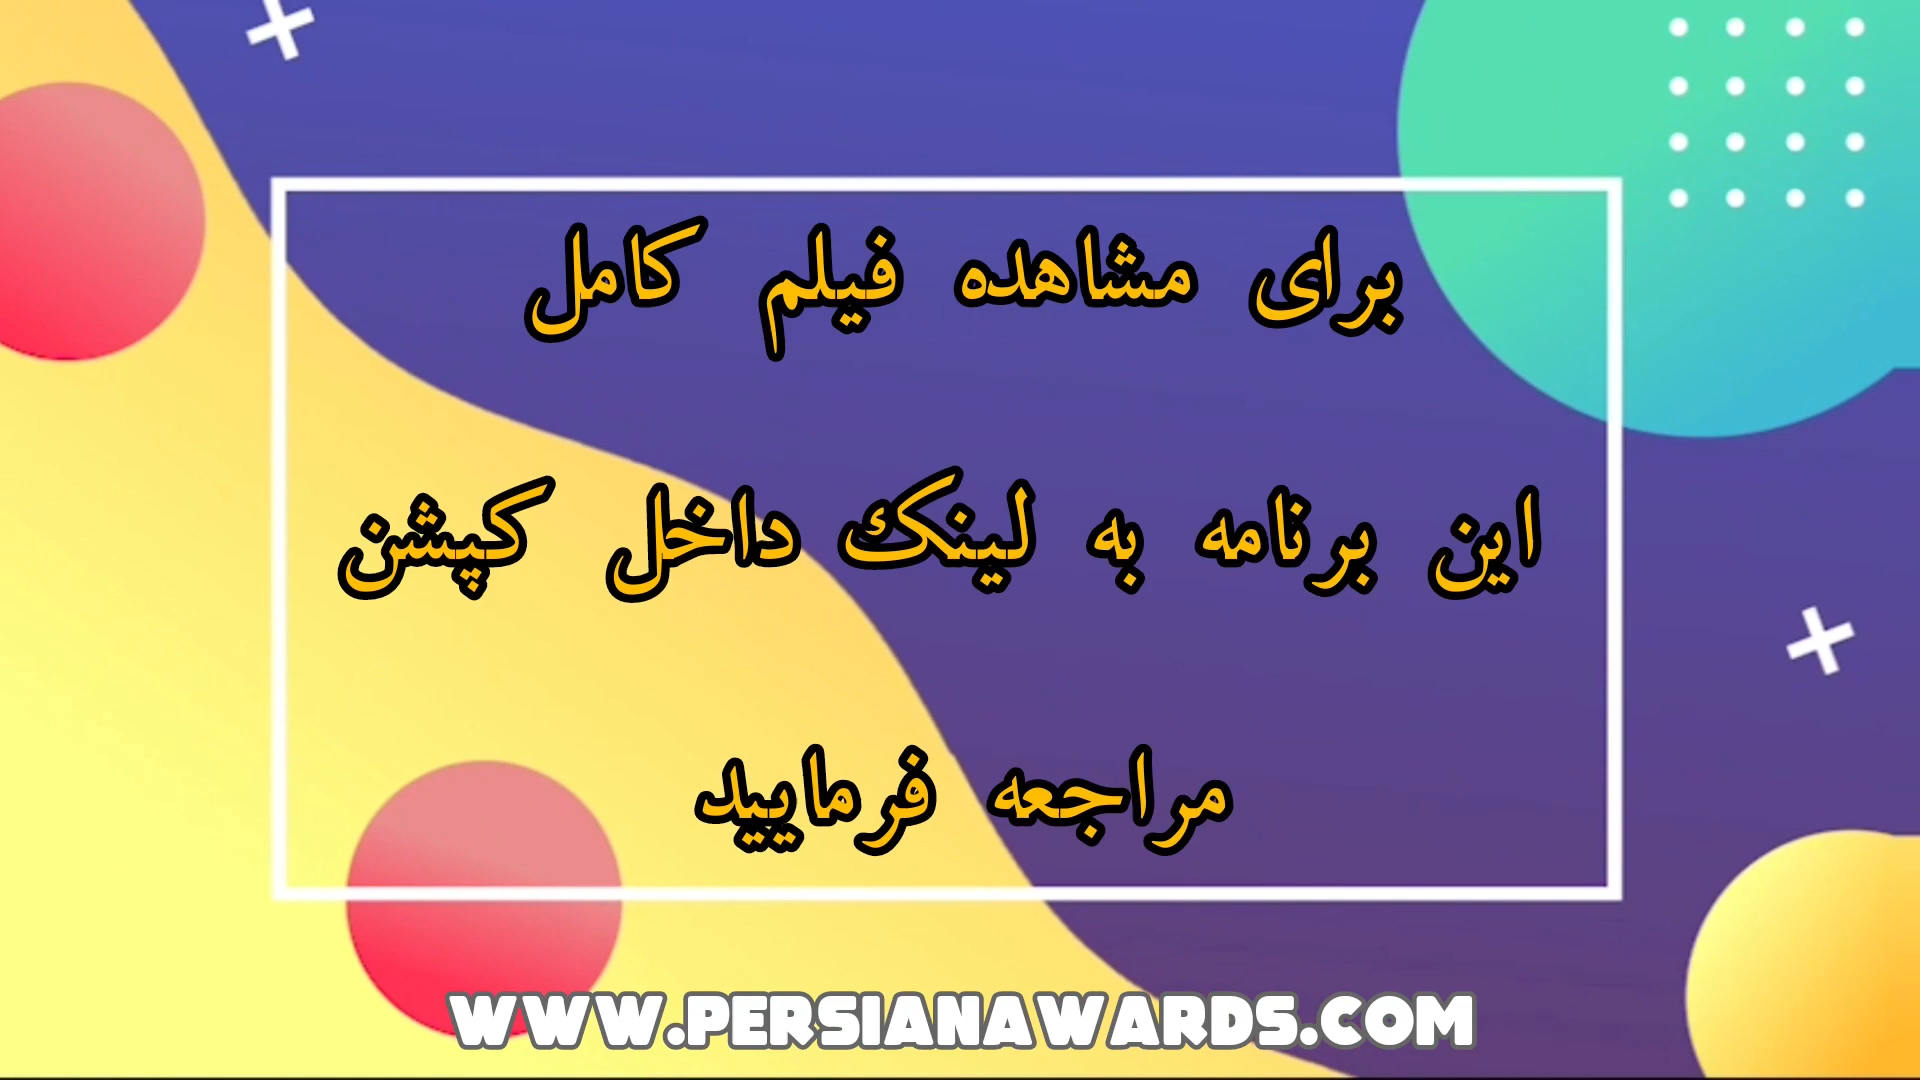 برای مشاهده فیلم کامل
این برنامه به لینک داخل کپشن
مراجعه فرمایید
WWW.PERSIANAWARDS.COM